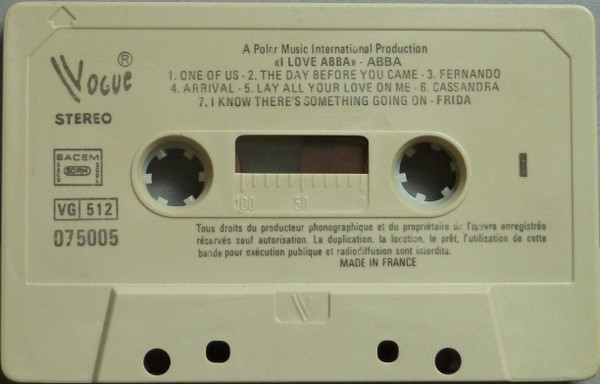 Vogue ®
STEREO
A Polar Music International Production
«I LOVE ABBA» - ABBA
1. ONE OF US - 2. THE DAY BEFORE YOU CAME - 3. FERNANDO
4. ARRIVAL - 5. LAY ALL YOUR LOVE ON ME - 6. CASSANDRA
7. I KNOW THERE'S SOMETHING GOING ON - FRIDA
SACEM
SDRM
VG 512
075005
100 50
Tous droits du producteur phonographique et du propriétaire de l'œuvre enregistrée
réservés sauf autorisation. La duplication, la location, le prêt, l'utilisation de cette
bande pour exécution publique et radiodiffusion sont interdits.
MADE IN FRANCE
V